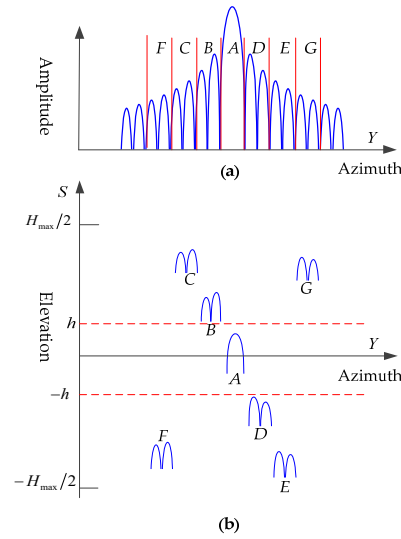 F C B A D E G
Amplitude
Y
Azimuth
(a)
S
H_max/2
C
G
Elevation
h
B
Y
A
Azimuth
-h
F
D
E
-H_max/2
(b)